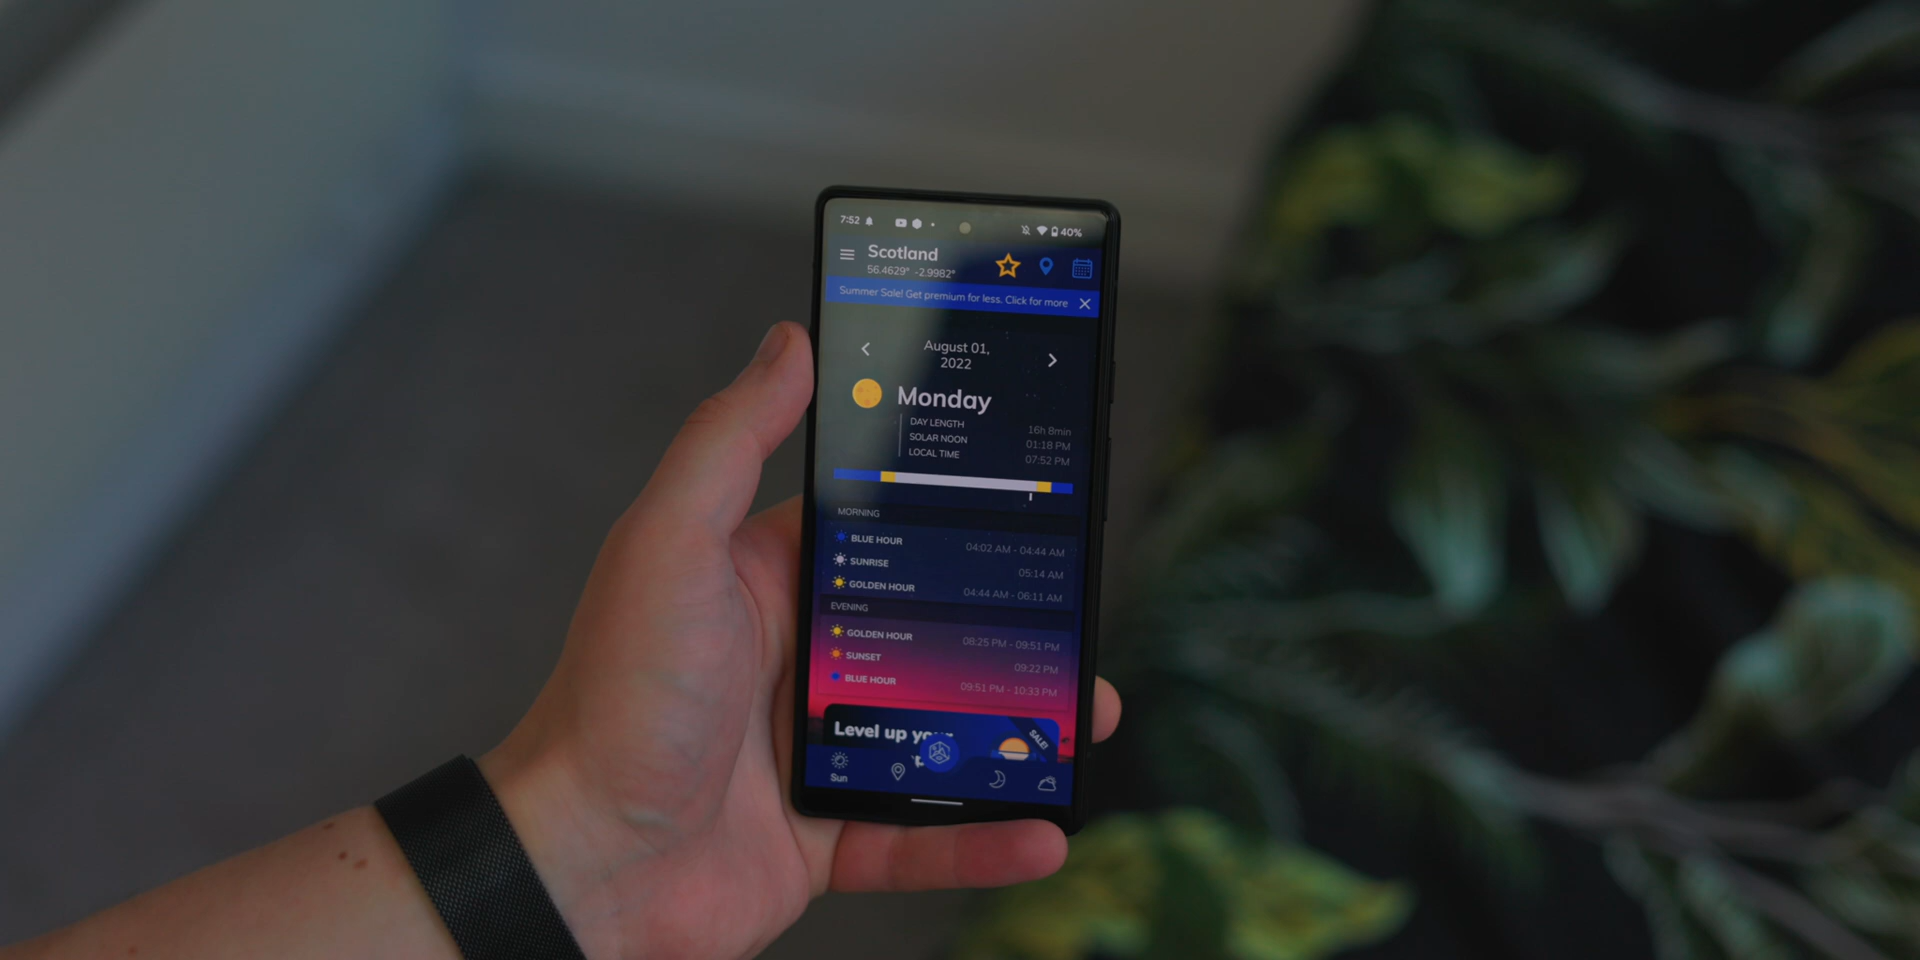 7:52 40%
Scotland
56.4629° -2.9982°
Summer Sale! Get premium for less. Click for more
August 01,
2022
Monday
DAY LENGTH 16h 8min
SOLAR NOON 01:18 PM
LOCAL TIME 07:52 PM
MORNING
BLUE HOUR 04:02 AM - 04:44 AM
SUNRISE 05:14 AM
GOLDEN HOUR 04:44 AM - 06:11 AM
EVENING
GOLDEN HOUR 08:25 PM - 09:51 PM
SUNSET 09:22 PM
BLUE HOUR 09:51 PM - 10:33 PM
Level up
SALE!
Sun